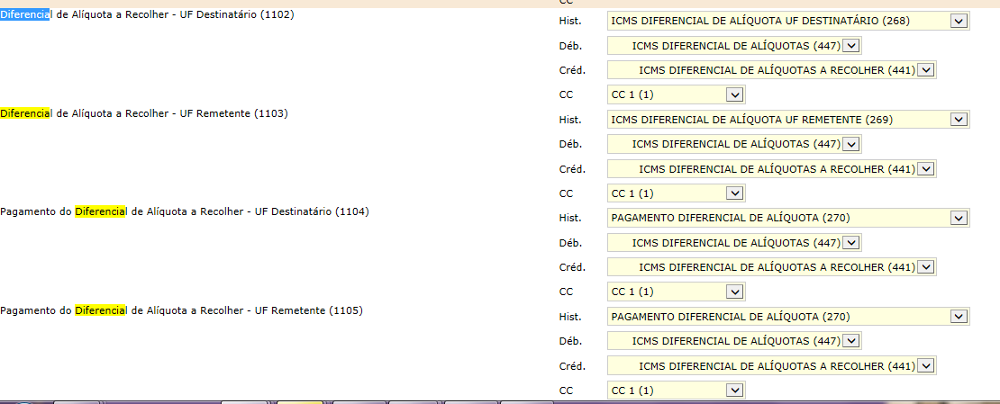 CC
Diferencial de Alíquota a Recolher - UF Destinatário (1102)
Hist. ICMS DIFERENCIAL DE ALÍQUOTA UF DESTINATÁRIO (268)
Déb. ICMS DIFERENCIAL DE ALÍQUOTAS (447)
Créd. ICMS DIFERENCIAL DE ALÍQUOTAS A RECOLHER (441)
CC CC 1 (1)
Diferencial de Alíquota a Recolher - UF Remetente (1103)
Hist. ICMS DIFERENCIAL DE ALÍQUOTA UF REMETENTE (269)
Déb. ICMS DIFERENCIAL DE ALÍQUOTAS (447)
Créd. ICMS DIFERENCIAL DE ALÍQUOTAS A RECOLHER (441)
CC CC 1 (1)
Pagamento do Diferencial de Alíquota a Recolher - UF Destinatário (1104)
Hist. PAGAMENTO DIFERENCIAL DE ALÍQUOTA (270)
Déb. ICMS DIFERENCIAL DE ALÍQUOTAS (447)
Créd. ICMS DIFERENCIAL DE ALÍQUOTAS A RECOLHER (441)
CC CC 1 (1)
Pagamento do Diferencial de Alíquota a Recolher - UF Remetente (1105)
Hist. PAGAMENTO DIFERENCIAL DE ALÍQUOTA (270)
Déb. ICMS DIFERENCIAL DE ALÍQUOTAS (447)
Créd. ICMS DIFERENCIAL DE ALÍQUOTAS A RECOLHER (441)
CC CC 1 (1)